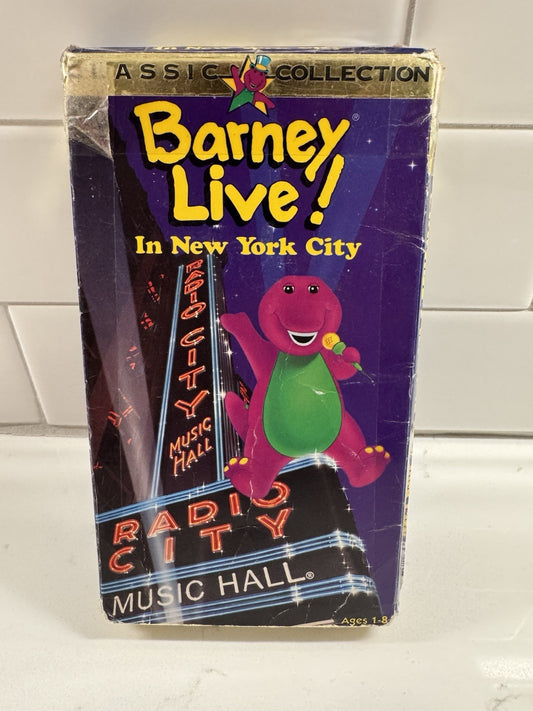 ASSIC COLLECTION
Barney®
Live!
In New York City
RADIO CITY
MUSIC
HALL
RADIO
CITY
MUSIC HALL®
Ages 1-8